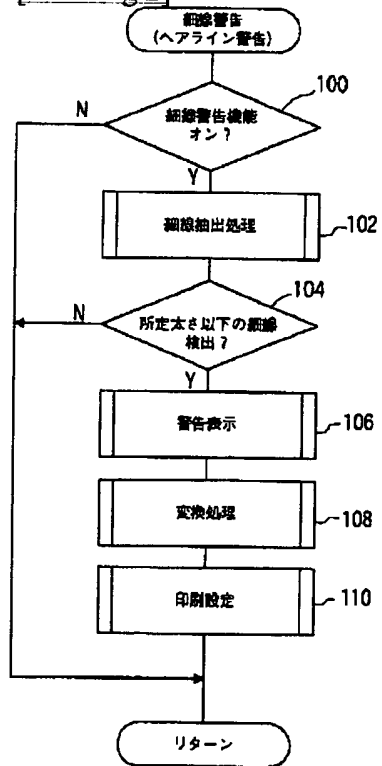 細線警告
(ヘアライン警告)
100
N
細線警告機能
オン?
Y
細線抽出処理
102
104
N
所定太さ以下の細線
検出?
Y
警告表示
106
変換処理
108
印刷設定
110
リターン